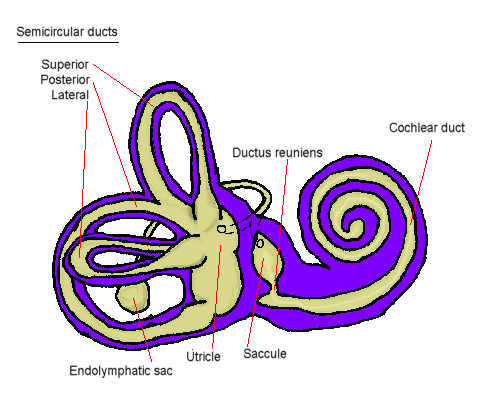 Semicircular ducts
Superior
Posterior
Lateral
Cochlear duct
Ductus reuniens
Utricle
Saccule
Endolymphatic sac